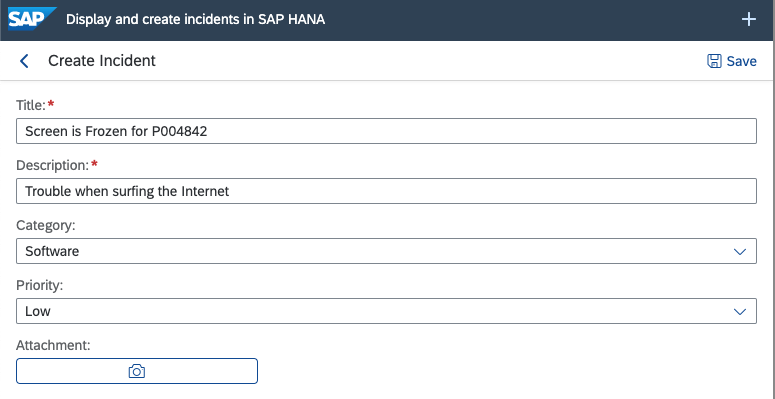 SAP Display and create incidents in SAP HANA
Create Incident Save
Title:*
Screen is Frozen for P004842
Description:*
Trouble when surfing the Internet
Category:
Software
Priority:
Low
Attachment: